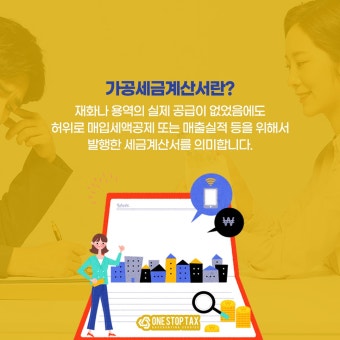 가공세금계산서란?
재화나 용역의 실제 공급이 없었음에도
허위로 매입세액공제 또는 매출실적 등을 위해서
발행한 세금계산서를 의미합니다.
₩
ONE STOP TAX